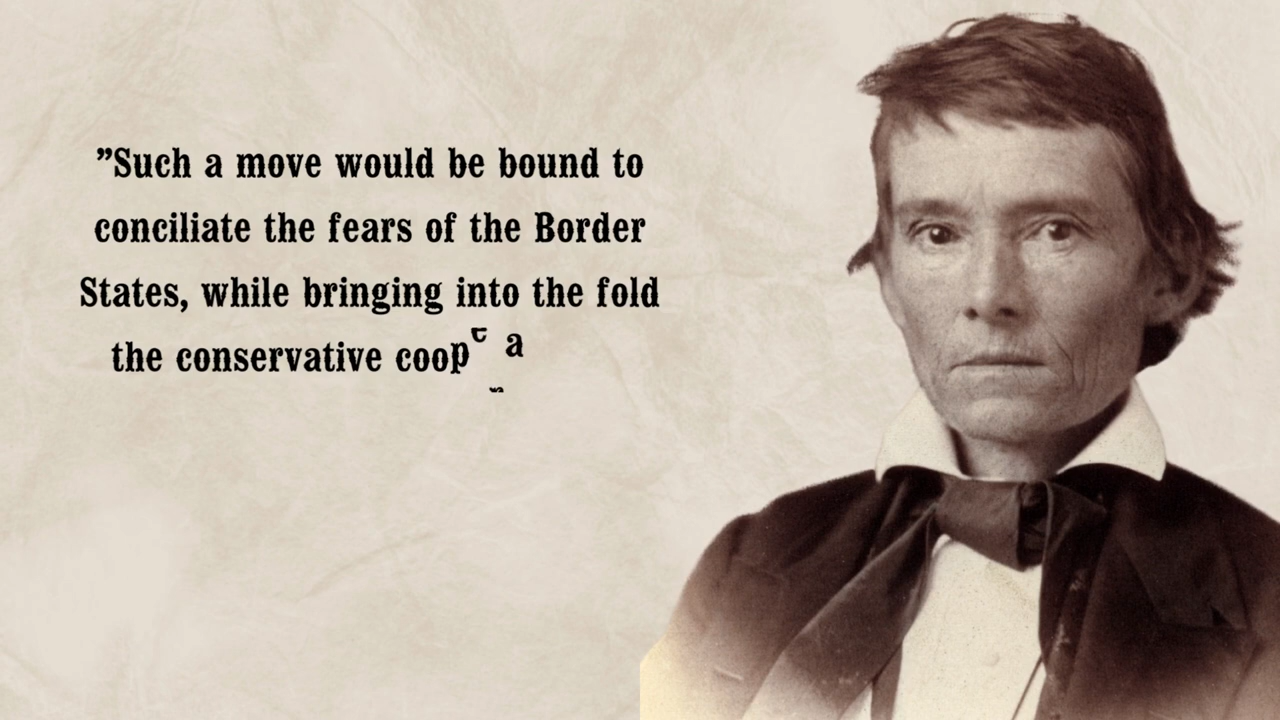 ”Such a move would be bound to
conciliate the fears of the Border
States, while bringing into the fold
the conservative